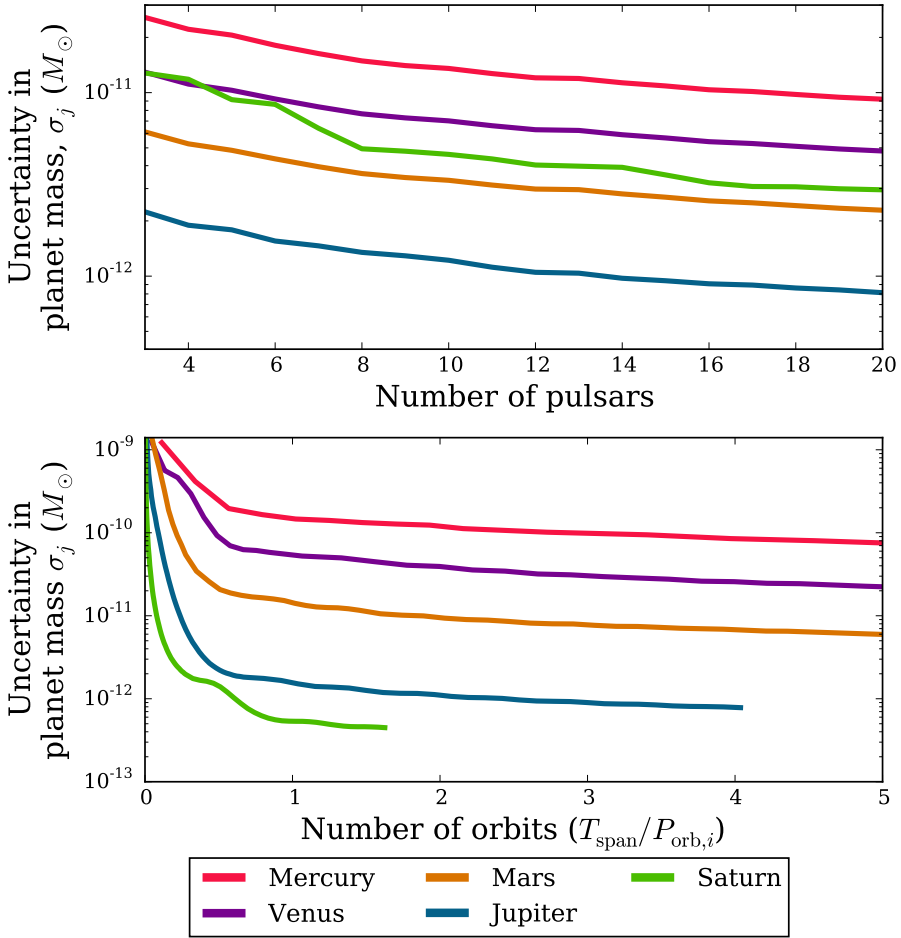 Uncertainty in
planet mass, σ_j (M_⊙)
10^-11
10^-12
4 6 8 10 12 14 16 18 20
Number of pulsars
Uncertainty in
planet mass σ_j (M_⊙)
10^-9
10^-10
10^-11
10^-12
10^-13
0 1 2 3 4 5
Number of orbits (T_span/P_orb,i)
Mercury Mars Saturn
Venus Jupiter